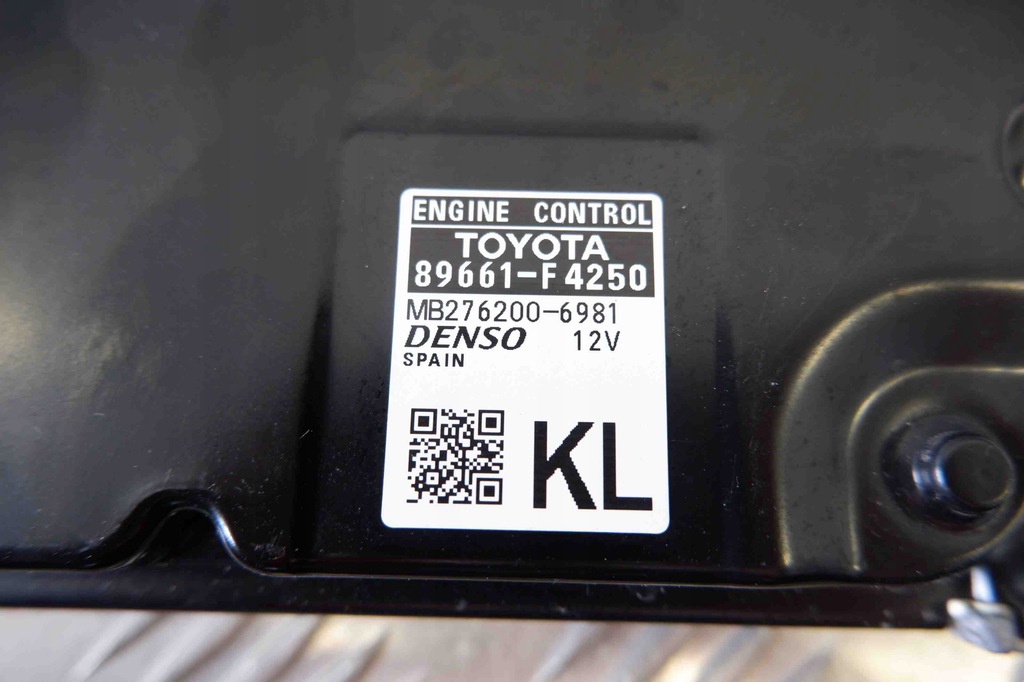 ENGINE CONTROL
TOYOTA
89661-F4250
MB276200-6981
DENSO 12V
SPAIN
KL